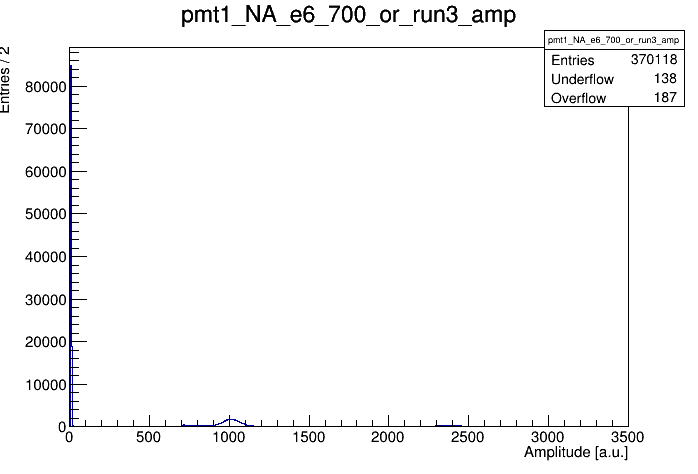 pmt1_NA_e6_700_or_run3_amp
pmt1_NA_e6_700_or_run3_amp
Entries 370118
Underflow 138
Overflow 187
Entries / 2
80000
70000
60000
50000
40000
30000
20000
10000
0
0 500 1000 1500 2000 2500 3000 3500
Amplitude [a.u.]